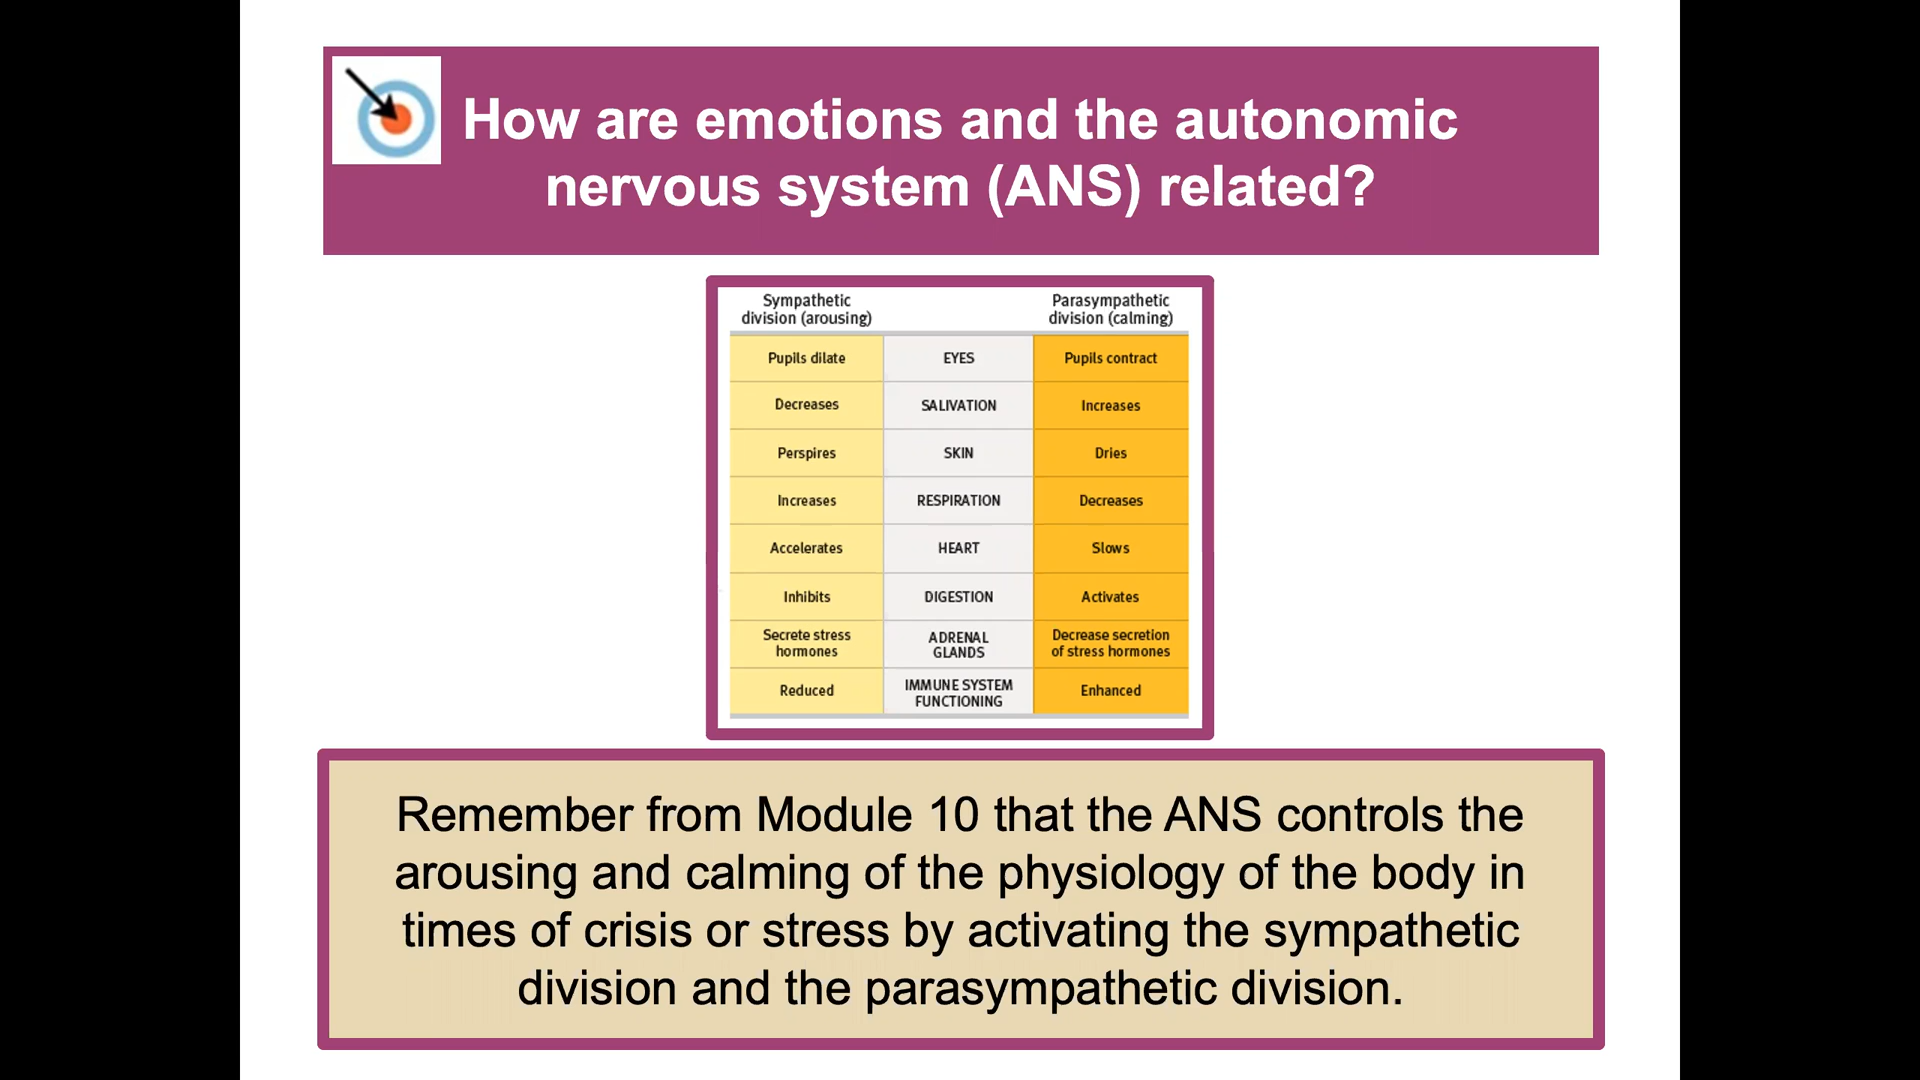 How are emotions and the autonomic
nervous system (ANS) related?
Sympathetic
division (arousing)
Parasympathetic
division (calming)
Pupils dilate EYES Pupils contract
Decreases SALIVATION Increases
Perspires SKIN Dries
Increases RESPIRATION Decreases
Accelerates HEART Slows
Inhibits DIGESTION Activates
Secrete stress
hormones
ADRENAL
GLANDS
Decrease secretion
of stress hormones
Reduced
IMMUNE SYSTEM
FUNCTIONING
Enhanced
Remember from Module 10 that the ANS controls the
arousing and calming of the physiology of the body in
times of crisis or stress by activating the sympathetic
division and the parasympathetic division.